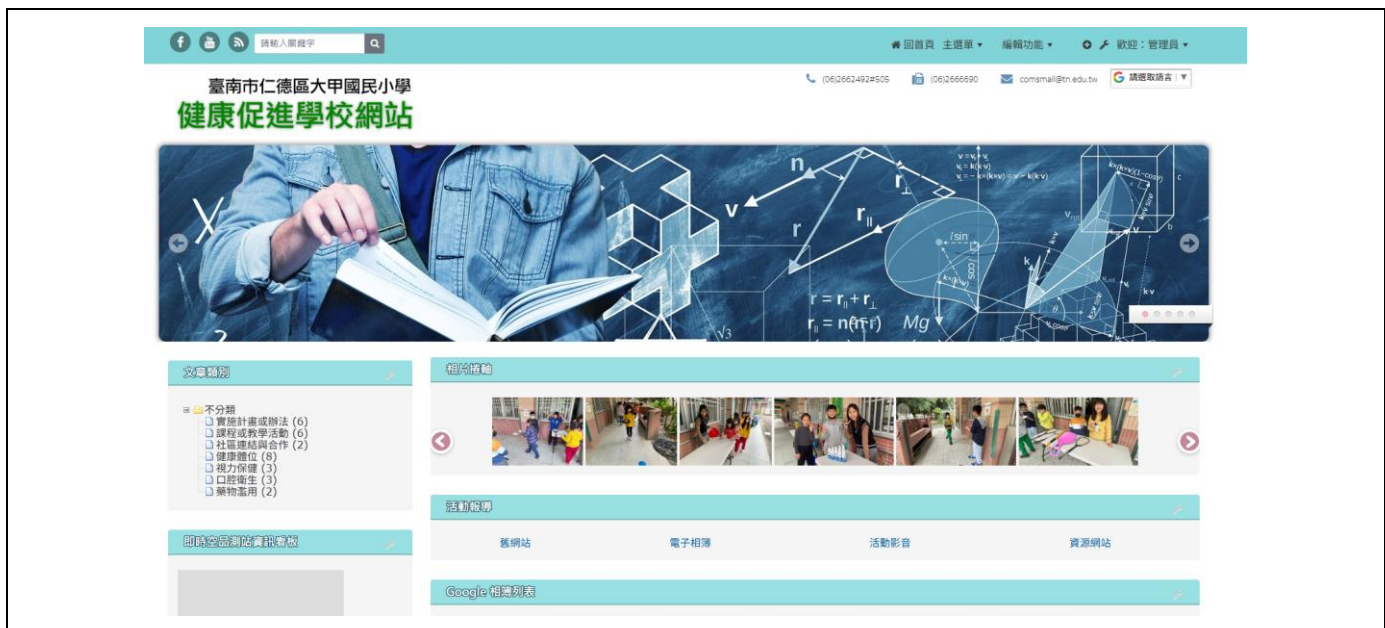 請輸入關鍵字
回首頁 主選單▼ 編輯功能▼ 歡迎：管理員▼
(06)2662492#505 (06)2666690 comsmall@tn.edu.tw G 請選取語言 ▼
臺南市仁德區大甲國民小學
健康促進學校網站
n
v
r
r⊥
r||
/sin
/cos
r = r|| + r⊥
Mg
√3
θ
文章類別
相片捲軸
不分類
實施計畫或辦法 (6)
課程或教學活動 (6)
社區連結與合作 (2)
健康體位 (8)
視力保健 (3)
口腔衛生 (3)
藥物濫用 (2)
活動報導
即時空品測站資訊看板
舊網站 電子相簿 活動影音 資源網站
Google 相簿列表